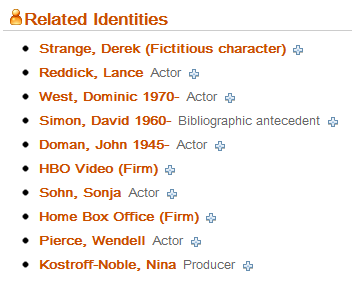 Related Identities
Strange, Derek (Fictitious character)
Reddick, Lance Actor
West, Dominic 1970- Actor
Simon, David 1960- Bibliographic antecedent
Doman, John 1945- Actor
HBO Video (Firm)
Sohn, Sonja Actor
Home Box Office (Firm)
Pierce, Wendell Actor
Kostroff-Noble, Nina Producer